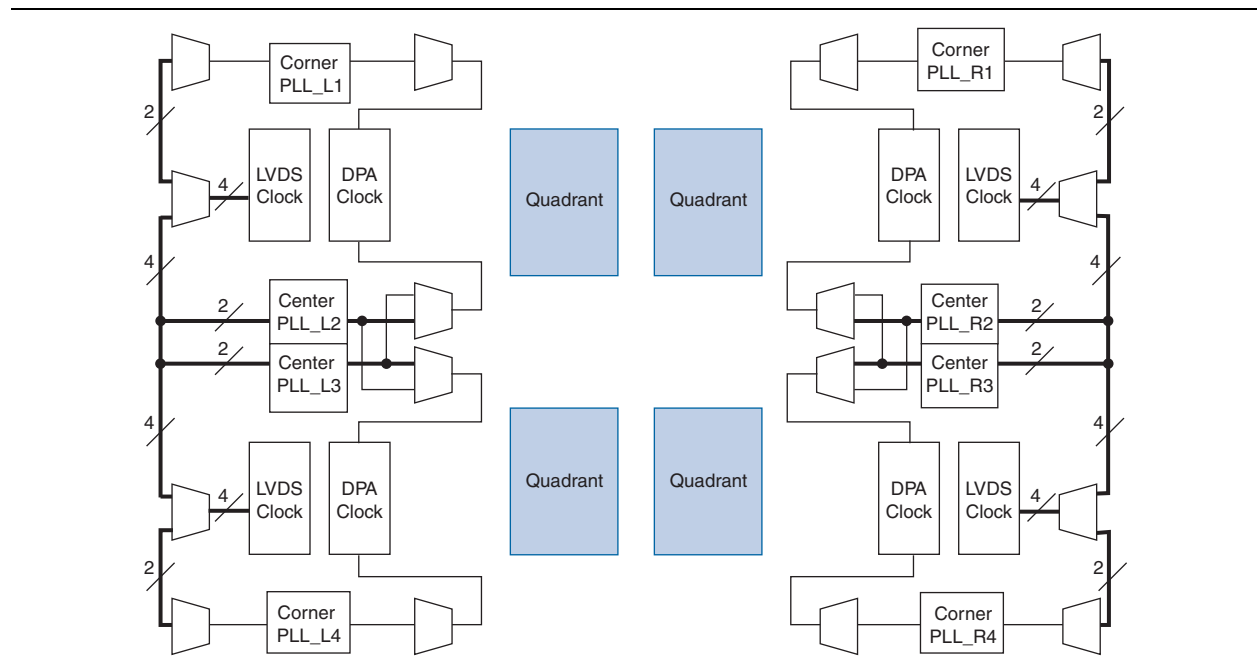 Corner
PLL_L1
Corner
PLL_R1
2
2
LVDS
Clock
DPA
Clock
Quadrant
Quadrant
DPA
Clock
LVDS
Clock
4
4
4
4
Center
PLL_L2
2
Center
PLL_R2
2
Center
PLL_L3
2
Center
PLL_R3
2
4
4
LVDS
Clock
DPA
Clock
Quadrant
Quadrant
DPA
Clock
LVDS
Clock
4
4
2
2
Corner
PLL_L4
Corner
PLL_R4